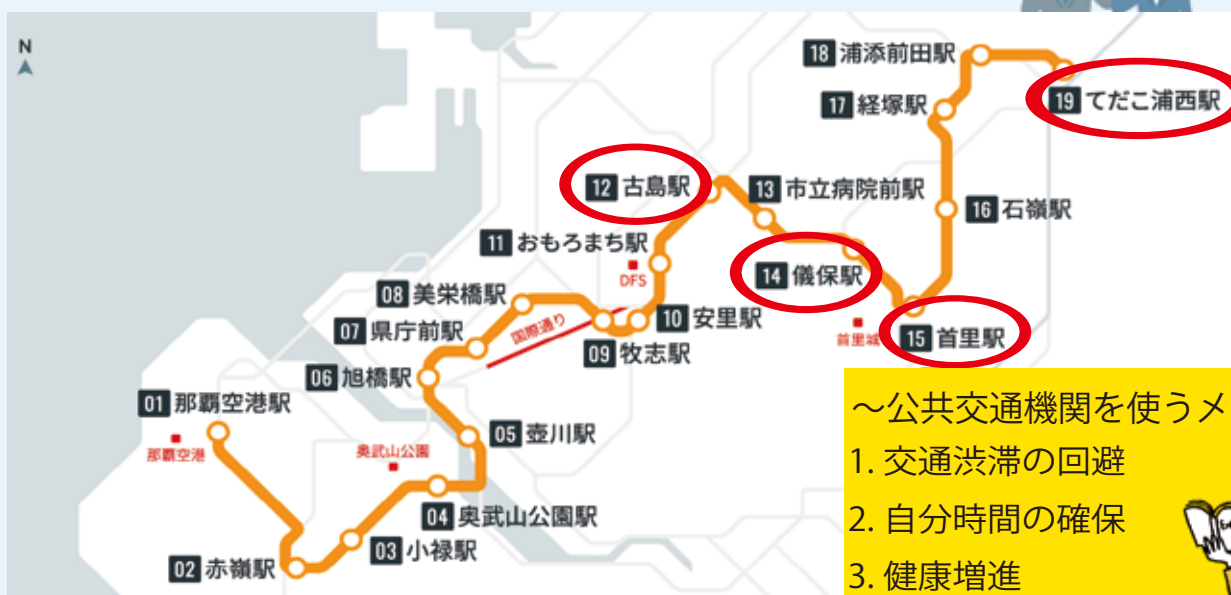 N
18 浦添前田駅
19 てだこ浦西駅
17 経塚駅
12 古島駅
13 市立病院前駅
16 石嶺駅
11 おもろまち駅
DFS
14 儀保駅
08 美栄橋駅
10 安里駅
国際通り
07 県庁前駅
首里城
15 首里駅
09 牧志駅
06 旭橋駅
01 那覇空港駅
那覇空港
05 壺川駅
奥武山公園
04 奥武山公園駅
03 小禄駅
02 赤嶺駅
～公共交通機関を使うメ
1. 交通渋滞の回避
2. 自分時間の確保
3. 健康増進